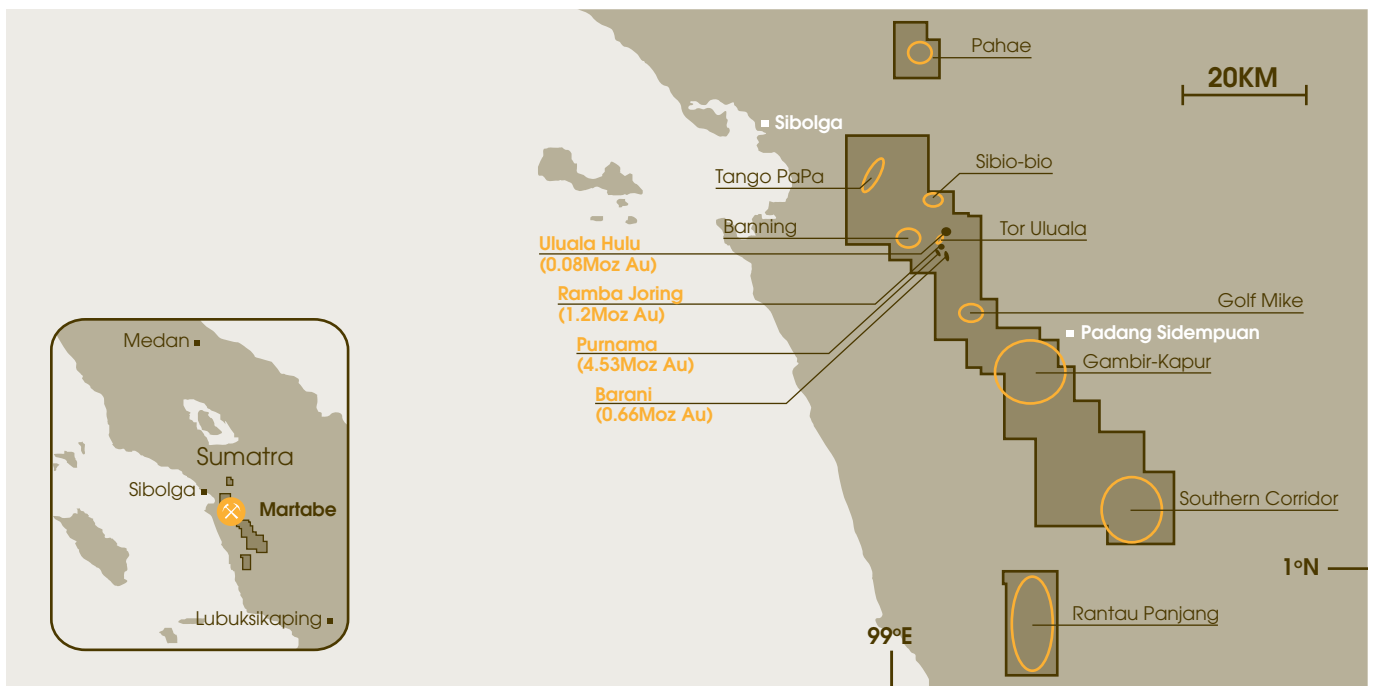 Pahae
20KM
Sibolga
Sibio-bio
Tango PaPa
Banning
Tor Uluala
Uluala Hulu
(0.08Moz Au)
Ramba Joring
(1.2Moz Au)
Golf Mike
Padang Sidempuan
Purnama
(4.53Moz Au)
Gambir-Kapur
Barani
(0.66Moz Au)
Medan
Sumatra
Sibolga
Martabe
Lubuksikaping
Southern Corridor
1°N
Rantau Panjang
99°E